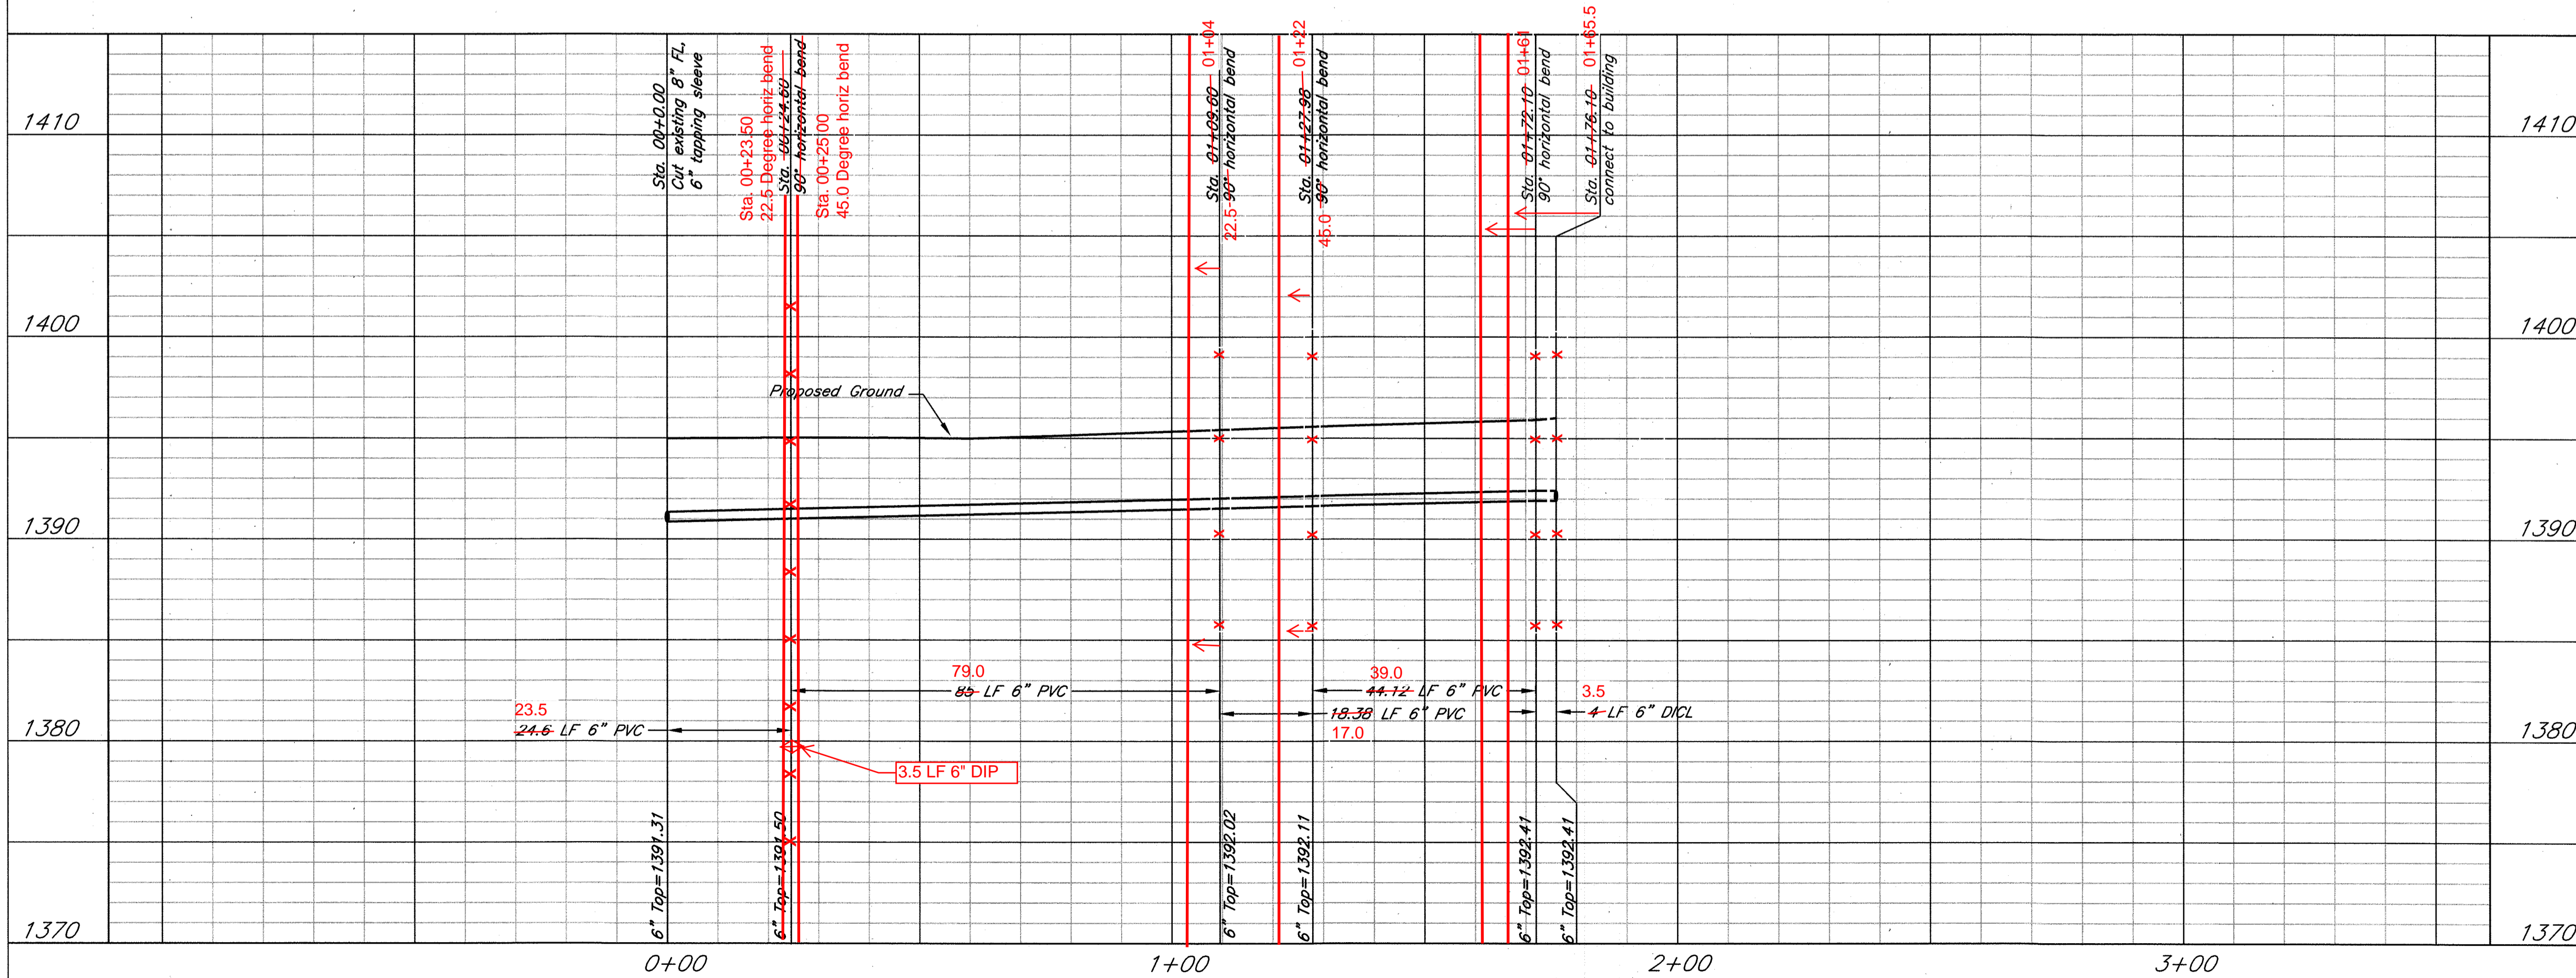 Sta. 00+0.00
Cut existing 8" FL,
6" tapping sleeve
Sta. 00+23.50
22.5 Degree horiz bend
Sta. 00+24.60
90° horizontal bend
Sta. 00+25.00
45.0 Degree horiz bend
Sta. 01+09.60 01+04
22.5 90° horizontal bend
Sta. 01+27.98 01+22
45.0 90° horizontal bend
Sta. 01+72.10 01+61
90° horizontal bend
Sta. 01+76.10 01+65.5
connect to building
1410
1410
1400
1400
Proposed Ground
1390
1390
79.0
85 LF 6" PVC
39.0
44.12 LF 6" PVC
3.5
4 LF 6" DICL
18.38 LF 6" PVC
17.0
23.5
24.6 LF 6" PVC
1380
1380
3.5 LF 6" DIP
6" Top=1391.31
6" Top=1391.50
6" Top=1392.02
6" Top=1392.11
6" Top=1392.41
6" Top=1392.41
1370
1370
0+00
1+00
2+00
3+00